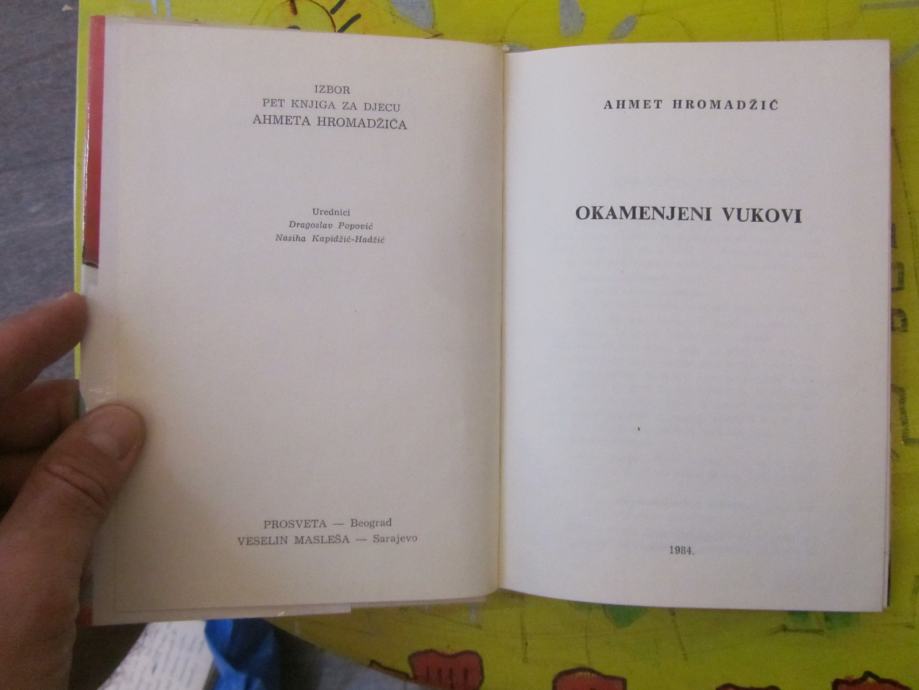 IZBOR
PET KNJIGA ZA DJECU
AHMETA HROMADŽIĆA
Urednici
Dragoslav Popović
Nasiha Kapidžić-Hadžić
PROSVETA — Beograd
VESELIN MASLEŠA — Sarajevo
AHMET HROMADŽIĆ
OKAMENJENI VUKOVI
1984.